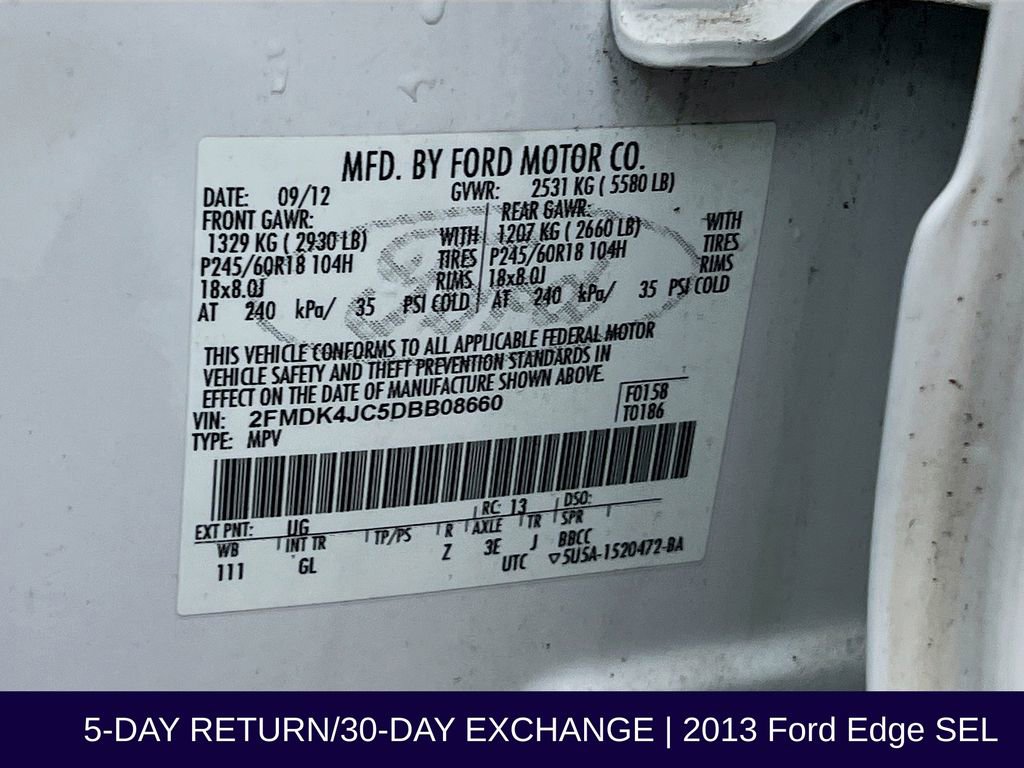 MFD. BY FORD MOTOR CO.
DATE: 09/12 GVWR: 2531 KG ( 5580 LB)
FRONT GAWR: REAR GAWR:
1329 KG ( 2930 LB) WITH 1207 KG ( 2660 LB) WITH
P245/60R18 104H TIRES P245/60R18 104H TIRES
18x8.0J RIMS 18x8.0J RIMS
AT 240 kPa/ 35 PSI COLD AT 240 kPa/ 35 PSI COLD
Ford
THIS VEHICLE CONFORMS TO ALL APPLICABLE FEDERAL MOTOR
VEHICLE SAFETY AND THEFT PREVENTION STANDARDS IN
EFFECT ON THE DATE OF MANUFACTURE SHOWN ABOVE.
VIN: 2FMDK4JC5DBB08660 F0158
TYPE: MPV T0186
EXT PNT: UG RC: 13 DSO:
WB INT TR TP/PS R AXLE TR SPR
111 GL Z 3E J BBCC
UTC ▽5U5A-1520472-BA
5-DAY RETURN/30-DAY EXCHANGE | 2013 Ford Edge SEL